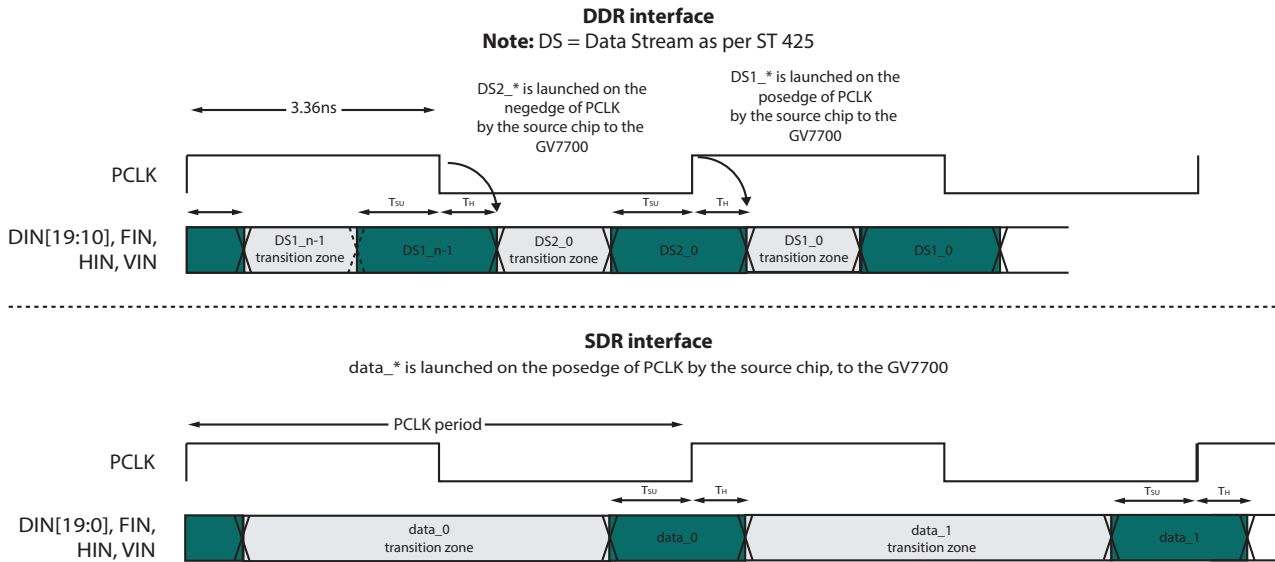 DDR interface
Note: DS = Data Stream as per ST 425
DS2_* is launched on the
negedge of PCLK
by the source chip to the
GV7700
DS1_* is launched on the
posedge of PCLK
by the source chip to the
GV7700
3.36ns
PCLK
TSU
TH
TSU
TH
DIN[19:10], FIN,
HIN, VIN
DS1_n-1
transition zone
DS1_n-1
DS2_0
transition zone
DS2_0
DS1_0
transition zone
DS1_0
SDR interface
data_* is launched on the posedge of PCLK by the source chip, to the GV7700
PCLK period
PCLK
TSU
TH
TSU
TH
DIN[19:0], FIN,
HIN, VIN
data_0
transition zone
data_0
data_1
transition zone
data_1